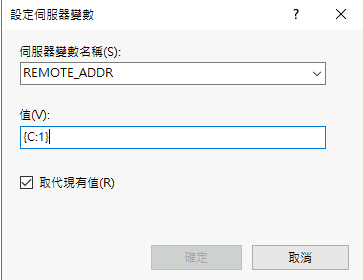 設定伺服器變數
?
伺服器變數名稱(S):
REMOTE_ADDR
值(V):
{C:1}
取代現有值(R)
確定
取消